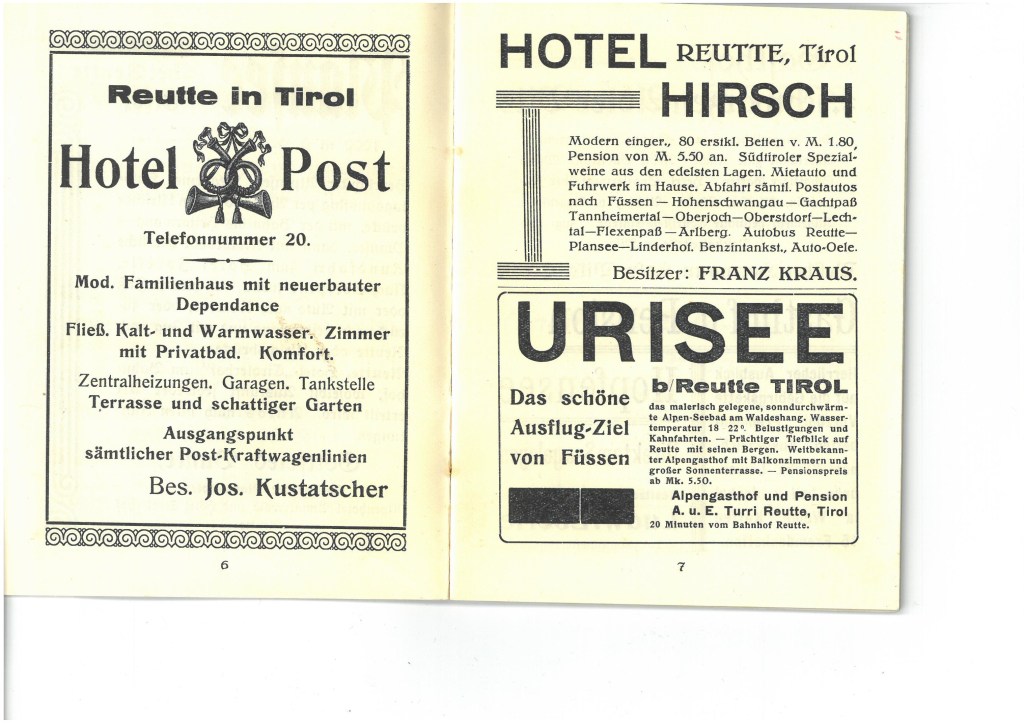 Reutte in Tirol
Hotel Post
Telefonnummer 20.
Mod. Familienhaus mit neuerbauter
Dependance
Fließ. Kalt- und Warmwasser. Zimmer
mit Privatbad. Komfort.
Zentralheizungen. Garagen. Tankstelle
Terrasse und schattiger Garten
Ausgangspunkt
sämtlicher Post-Kraftwagenlinien
Bes. Jos. Kustatscher
6
HOTEL REUTTE, Tirol
HIRSCH
Modern einger., 80 erstkl. Betten v. M. 1.80,
Pension von M. 5.50 an. Südtiroler Spezial-
weine aus den edelsten Lagen. Mietauto und
Fuhrwerk im Hause. Abfahrt sämtl. Postautos
nach Füssen — Hohenschwangau — Gachtpaß
Tannheimertal—Oberjoch—Oberstdorf—Lech-
tal—Flexenpaß — Arlberg. Autobus Reutte—
Plansee—Linderhof. Benzintankst., Auto-Oele.
Besitzer: FRANZ KRAUS.
URISEE
b/Reutte TIROL
Das schöne
Ausflug-Ziel
von Füssen
das malerisch gelegene, sonndurchwärm-
te Alpen-Seebad am Waldeshang. Wasser-
temperatur 18 22°. Belustigungen und
Kahnfahrten. — Prächtiger Tiefblick auf
Reutte mit seinen Bergen. Weltbekann-
ter Alpengasthof mit Balkonzimmern und
großer Sonnenterrasse. — Pensionspreis
ab Mk. 5.50.
Alpengasthof und Pension
A. u. E. Turri Reutte, Tirol
20 Minuten vom Bahnhof Reutte.
7